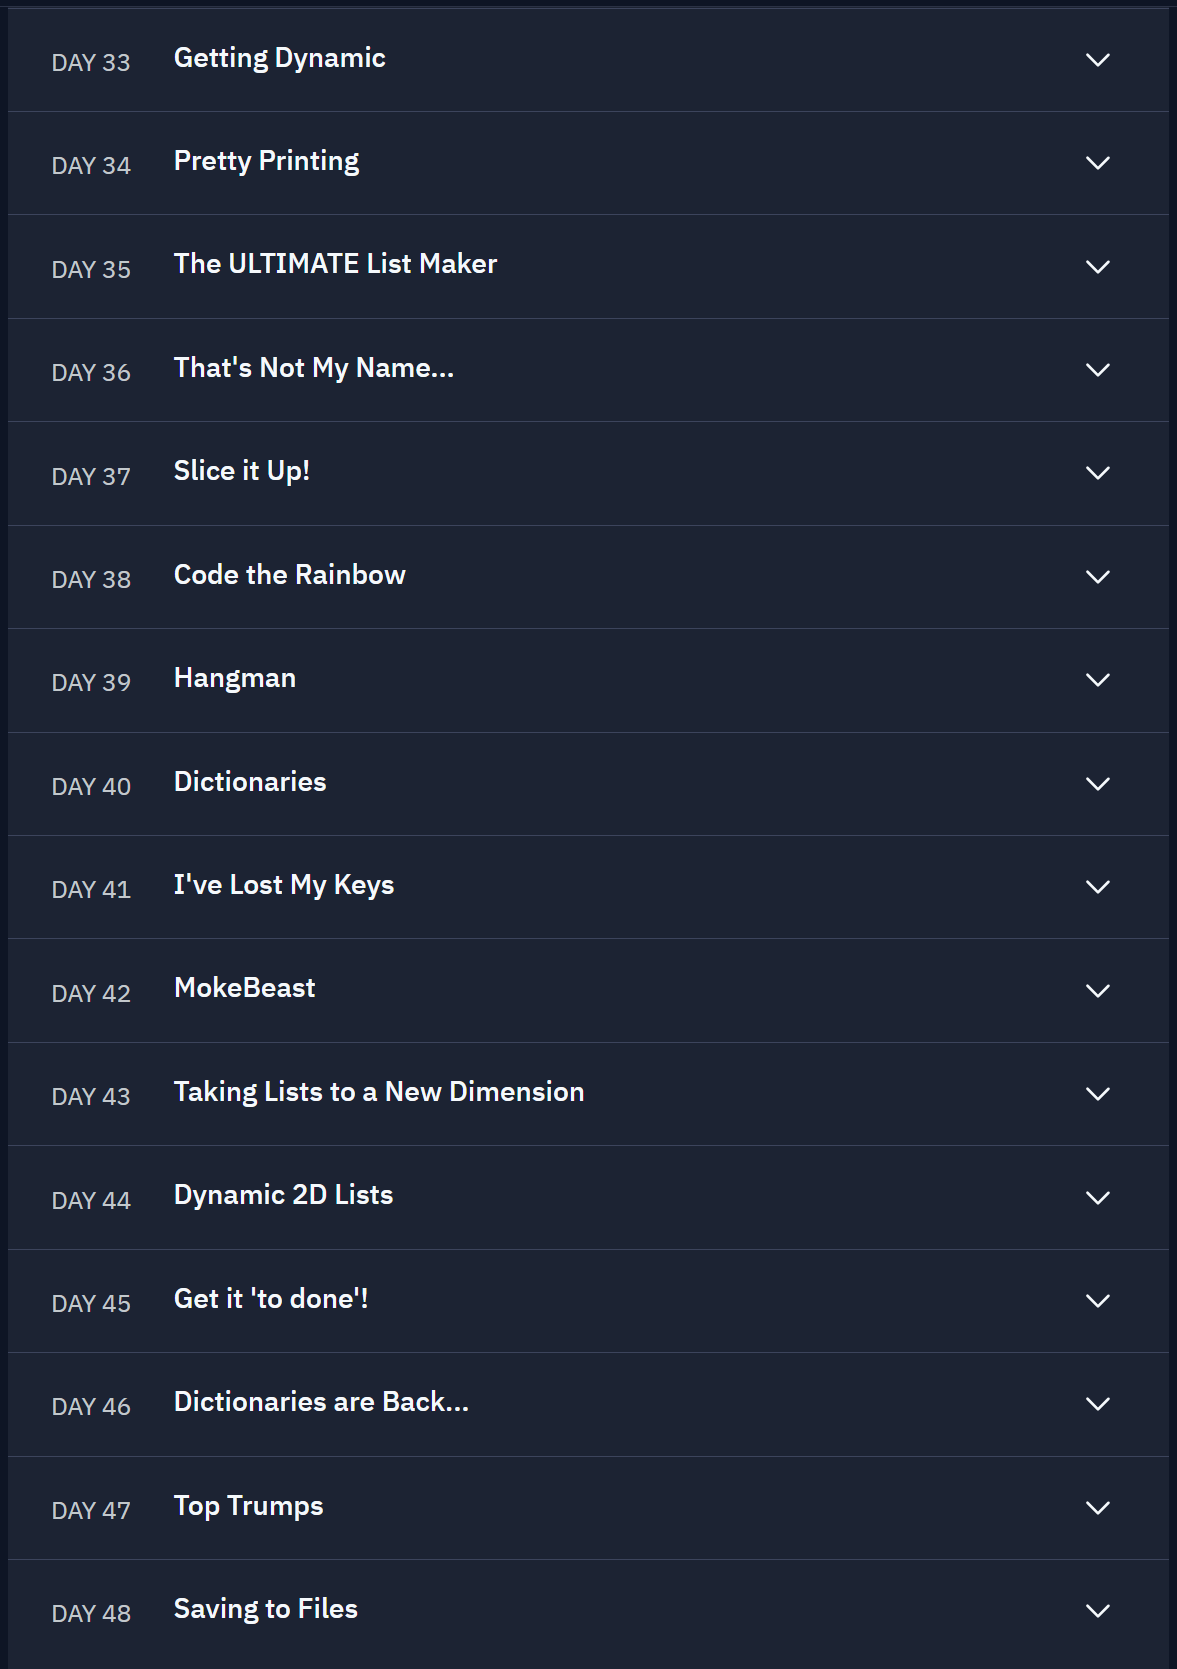 DAY 33 Getting Dynamic
DAY 34 Pretty Printing
DAY 35 The ULTIMATE List Maker
DAY 36 That's Not My Name...
DAY 37 Slice it Up!
DAY 38 Code the Rainbow
DAY 39 Hangman
DAY 40 Dictionaries
DAY 41 I've Lost My Keys
DAY 42 MokeBeast
DAY 43 Taking Lists to a New Dimension
DAY 44 Dynamic 2D Lists
DAY 45 Get it 'to done'!
DAY 46 Dictionaries are Back...
DAY 47 Top Trumps
DAY 48 Saving to Files